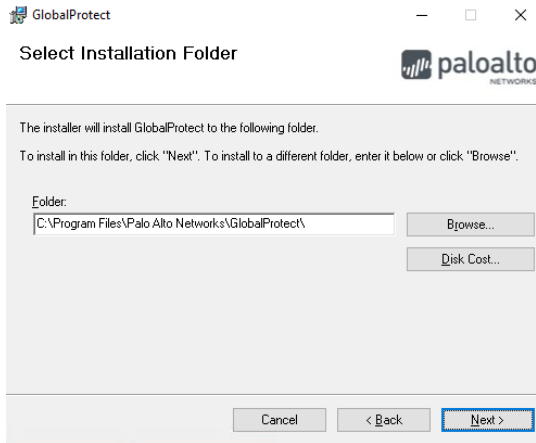 GlobalProtect
Select Installation Folder
paloalto
NETWORKS
The installer will install GlobalProtect to the following folder.
To install in this folder, click "Next". To install to a different folder, enter it below or click "Browse".
Folder:
C:\Program Files\Palo Alto Networks\GlobalProtect\
Browse...
Disk Cost...
Cancel
< Back
Next >